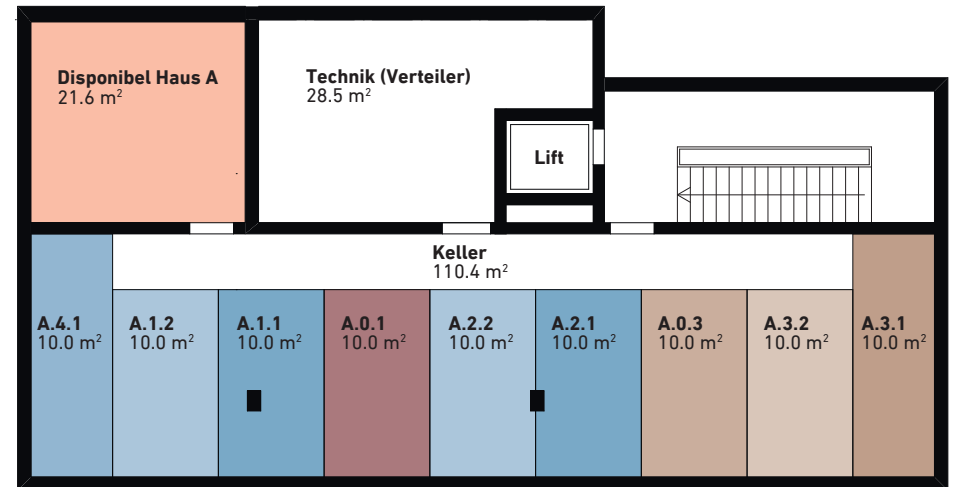 Disponibel Haus A
21.6 m²
Technik (Verteiler)
28.5 m²
Lift
Keller
110.4 m²
A.4.1
10.0 m²
A.1.2
10.0 m²
A.1.1
10.0 m²
A.0.1
10.0 m²
A.2.2
10.0 m²
A.2.1
10.0 m²
A.0.3
10.0 m²
A.3.2
10.0 m²
A.3.1
10.0 m²